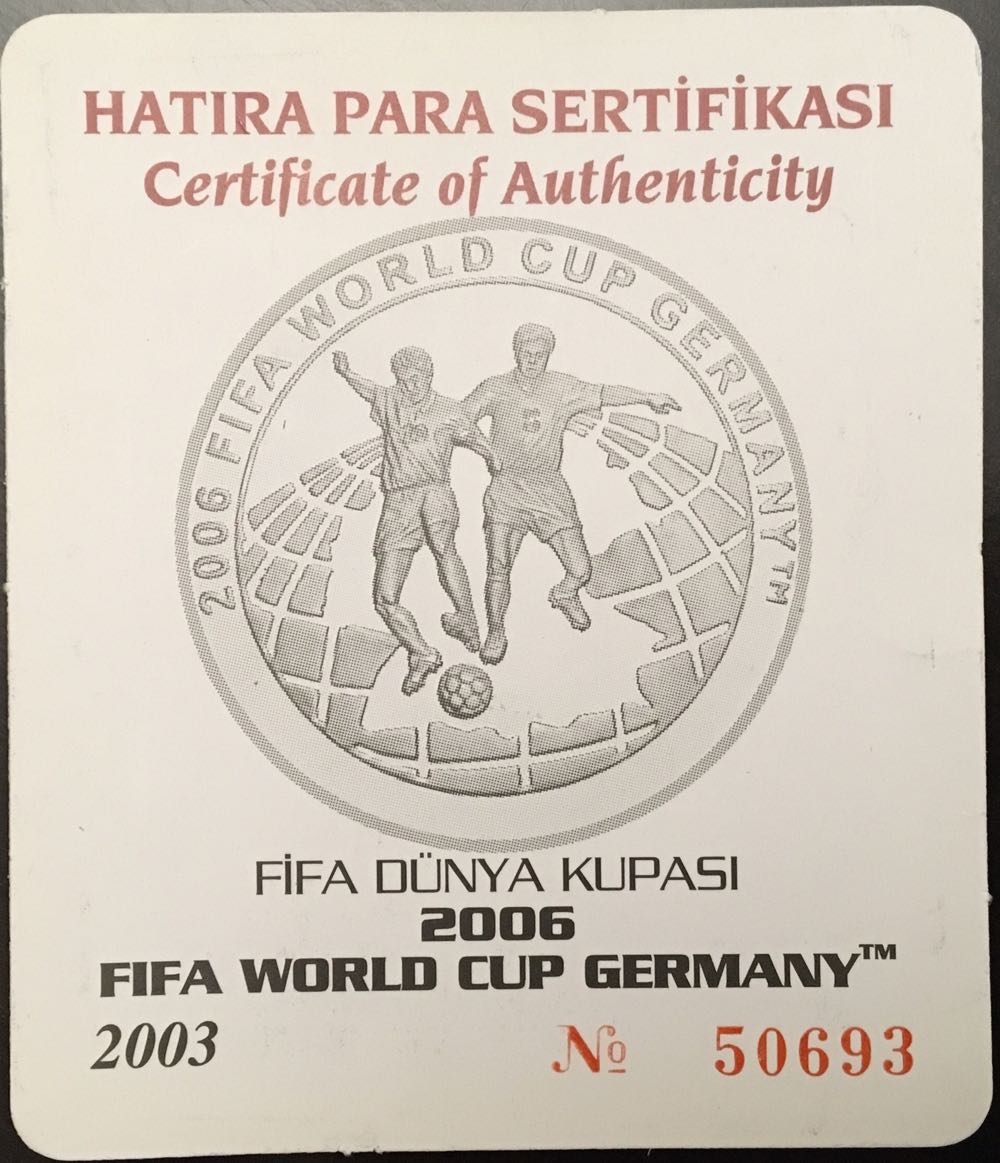 HATIRA PARA SERTİFİKASI
Certificate of Authenticity
2006 FIFA WORLD CUP GERMANY™
FİFA DÜNYA KUPASI
2006
FIFA WORLD CUP GERMANY™
2003 № 50693